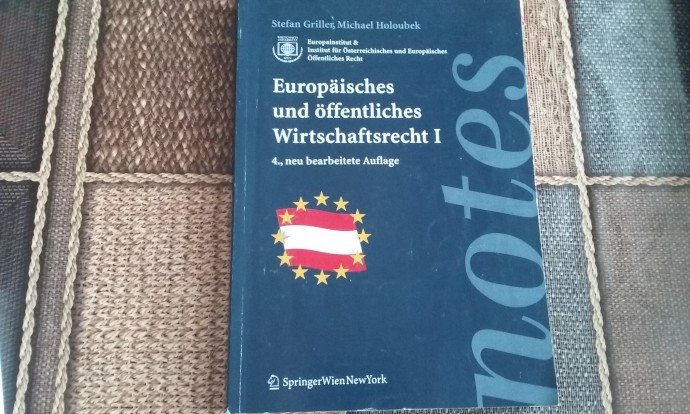 Stefan Griller, Michael Holoubek
Europainstitut &
Institut für Österreichisches und Europäisches
Öffentliches Recht
Europäisches
und öffentliches
Wirtschaftsrecht I
4., neu bearbeitete Auflage
notes
SpringerWienNewYork